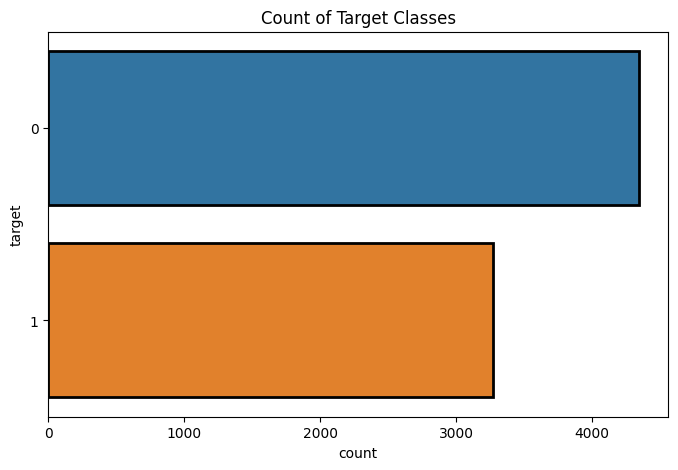 Count of Target Classes
target
0
1
0 1000 2000 3000 4000
count